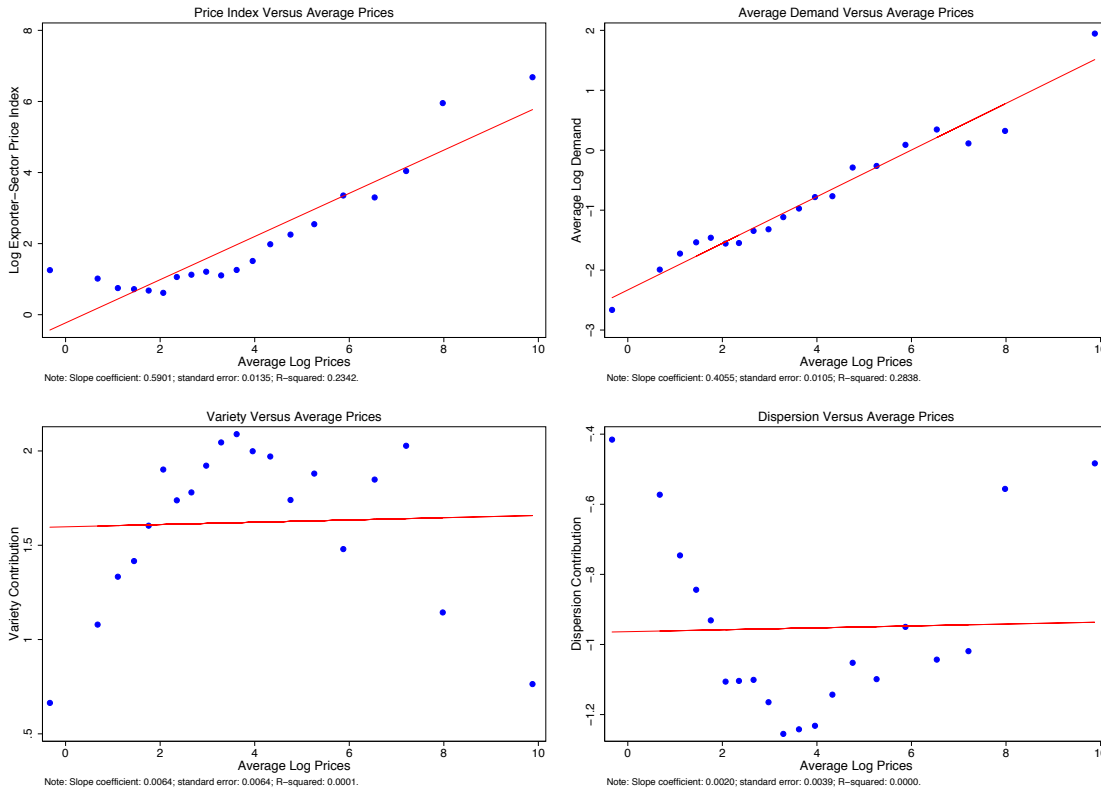 Price Index Versus Average Prices
Log Exporter−Sector Price Index
0 2 4 6 8
0 2 4 6 8 10
Average Log Prices
Note: Slope coefficient: 0.5901; standard error: 0.0135; R−squared: 0.2342.
Average Demand Versus Average Prices
Average Log Demand
−3 −2 −1 0 1 2
0 2 4 6 8 10
Average Log Prices
Note: Slope coefficient: 0.4055; standard error: 0.0105; R−squared: 0.2838.
Variety Versus Average Prices
Variety Contribution
.5 1 1.5 2
0 2 4 6 8 10
Average Log Prices
Note: Slope coefficient: 0.0064; standard error: 0.0064; R−squared: 0.0001.
Dispersion Versus Average Prices
Dispersion Contribution
−1.2 −1 −.8 −.6 −.4
0 2 4 6 8 10
Average Log Prices
Note: Slope coefficient: 0.0020; standard error: 0.0039; R−squared: 0.0000.